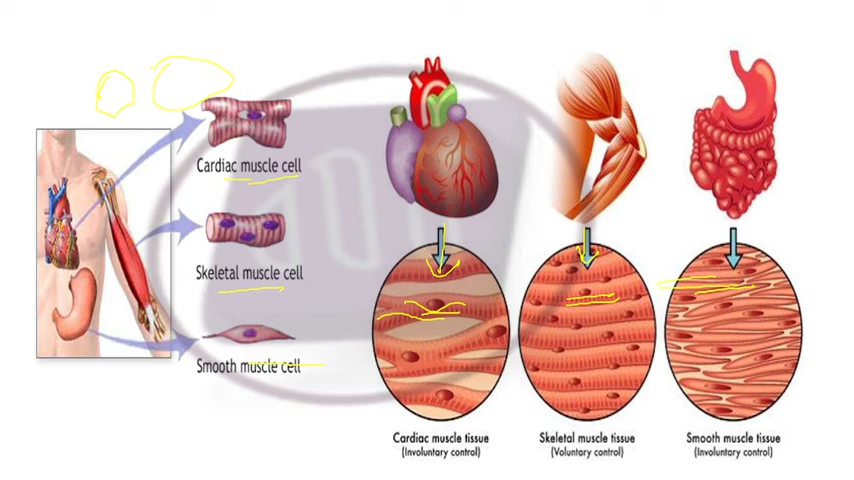 Cardiac muscle cell
Skeletal muscle cell
Smooth muscle cell
Cardiac muscle tissue
(Involuntary control)
Skeletal muscle tissue
(Voluntary control)
Smooth muscle tissue
(Involuntary control)